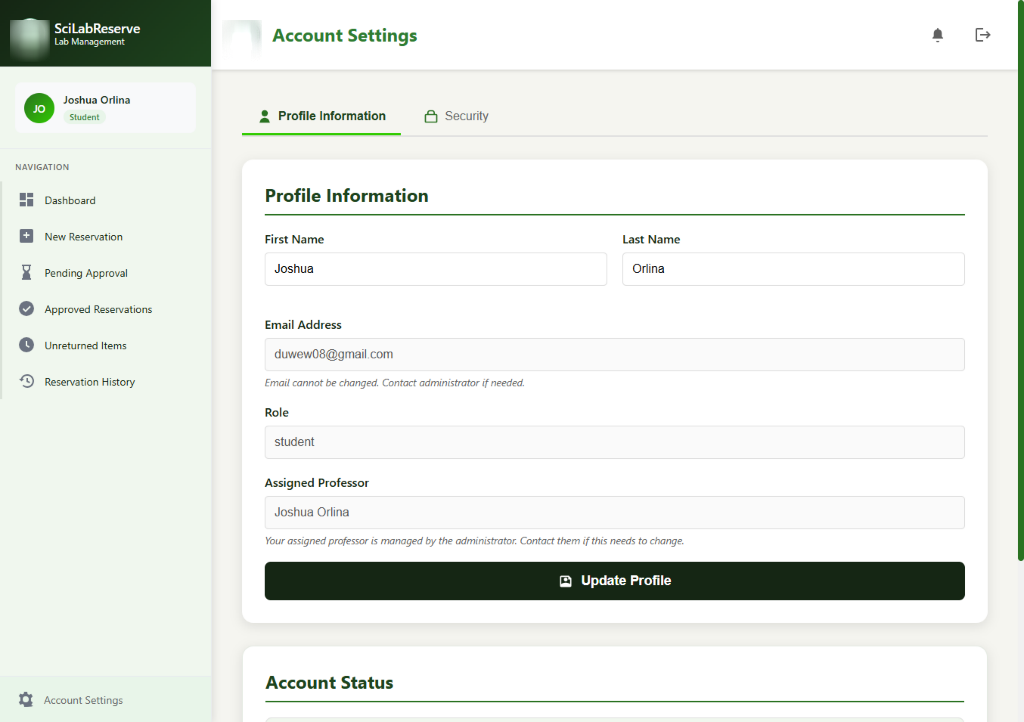 SciLabReserve
Lab Management
JO
Joshua Orlina
Student
NAVIGATION
Dashboard
New Reservation
Pending Approval
Approved Reservations
Unreturned Items
Reservation History
Account Settings
Account Settings
Profile Information
Security
Profile Information
First Name
Last Name
Joshua
Orlina
Email Address
duwew08@gmail.com
Email cannot be changed. Contact administrator if needed.
Role
student
Assigned Professor
Joshua Orlina
Your assigned professor is managed by the administrator. Contact them if this needs to change.
Update Profile
Account Status